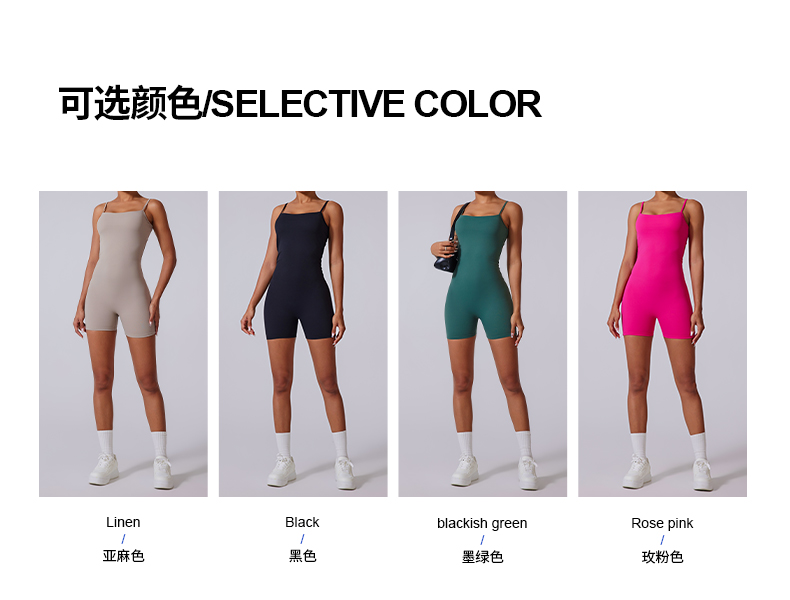 可选颜色/SELECTIVE COLOR
Linen
/
亚麻色
Black
/
黑色
blackish green
/
墨绿色
Rose pink
/
玫粉色